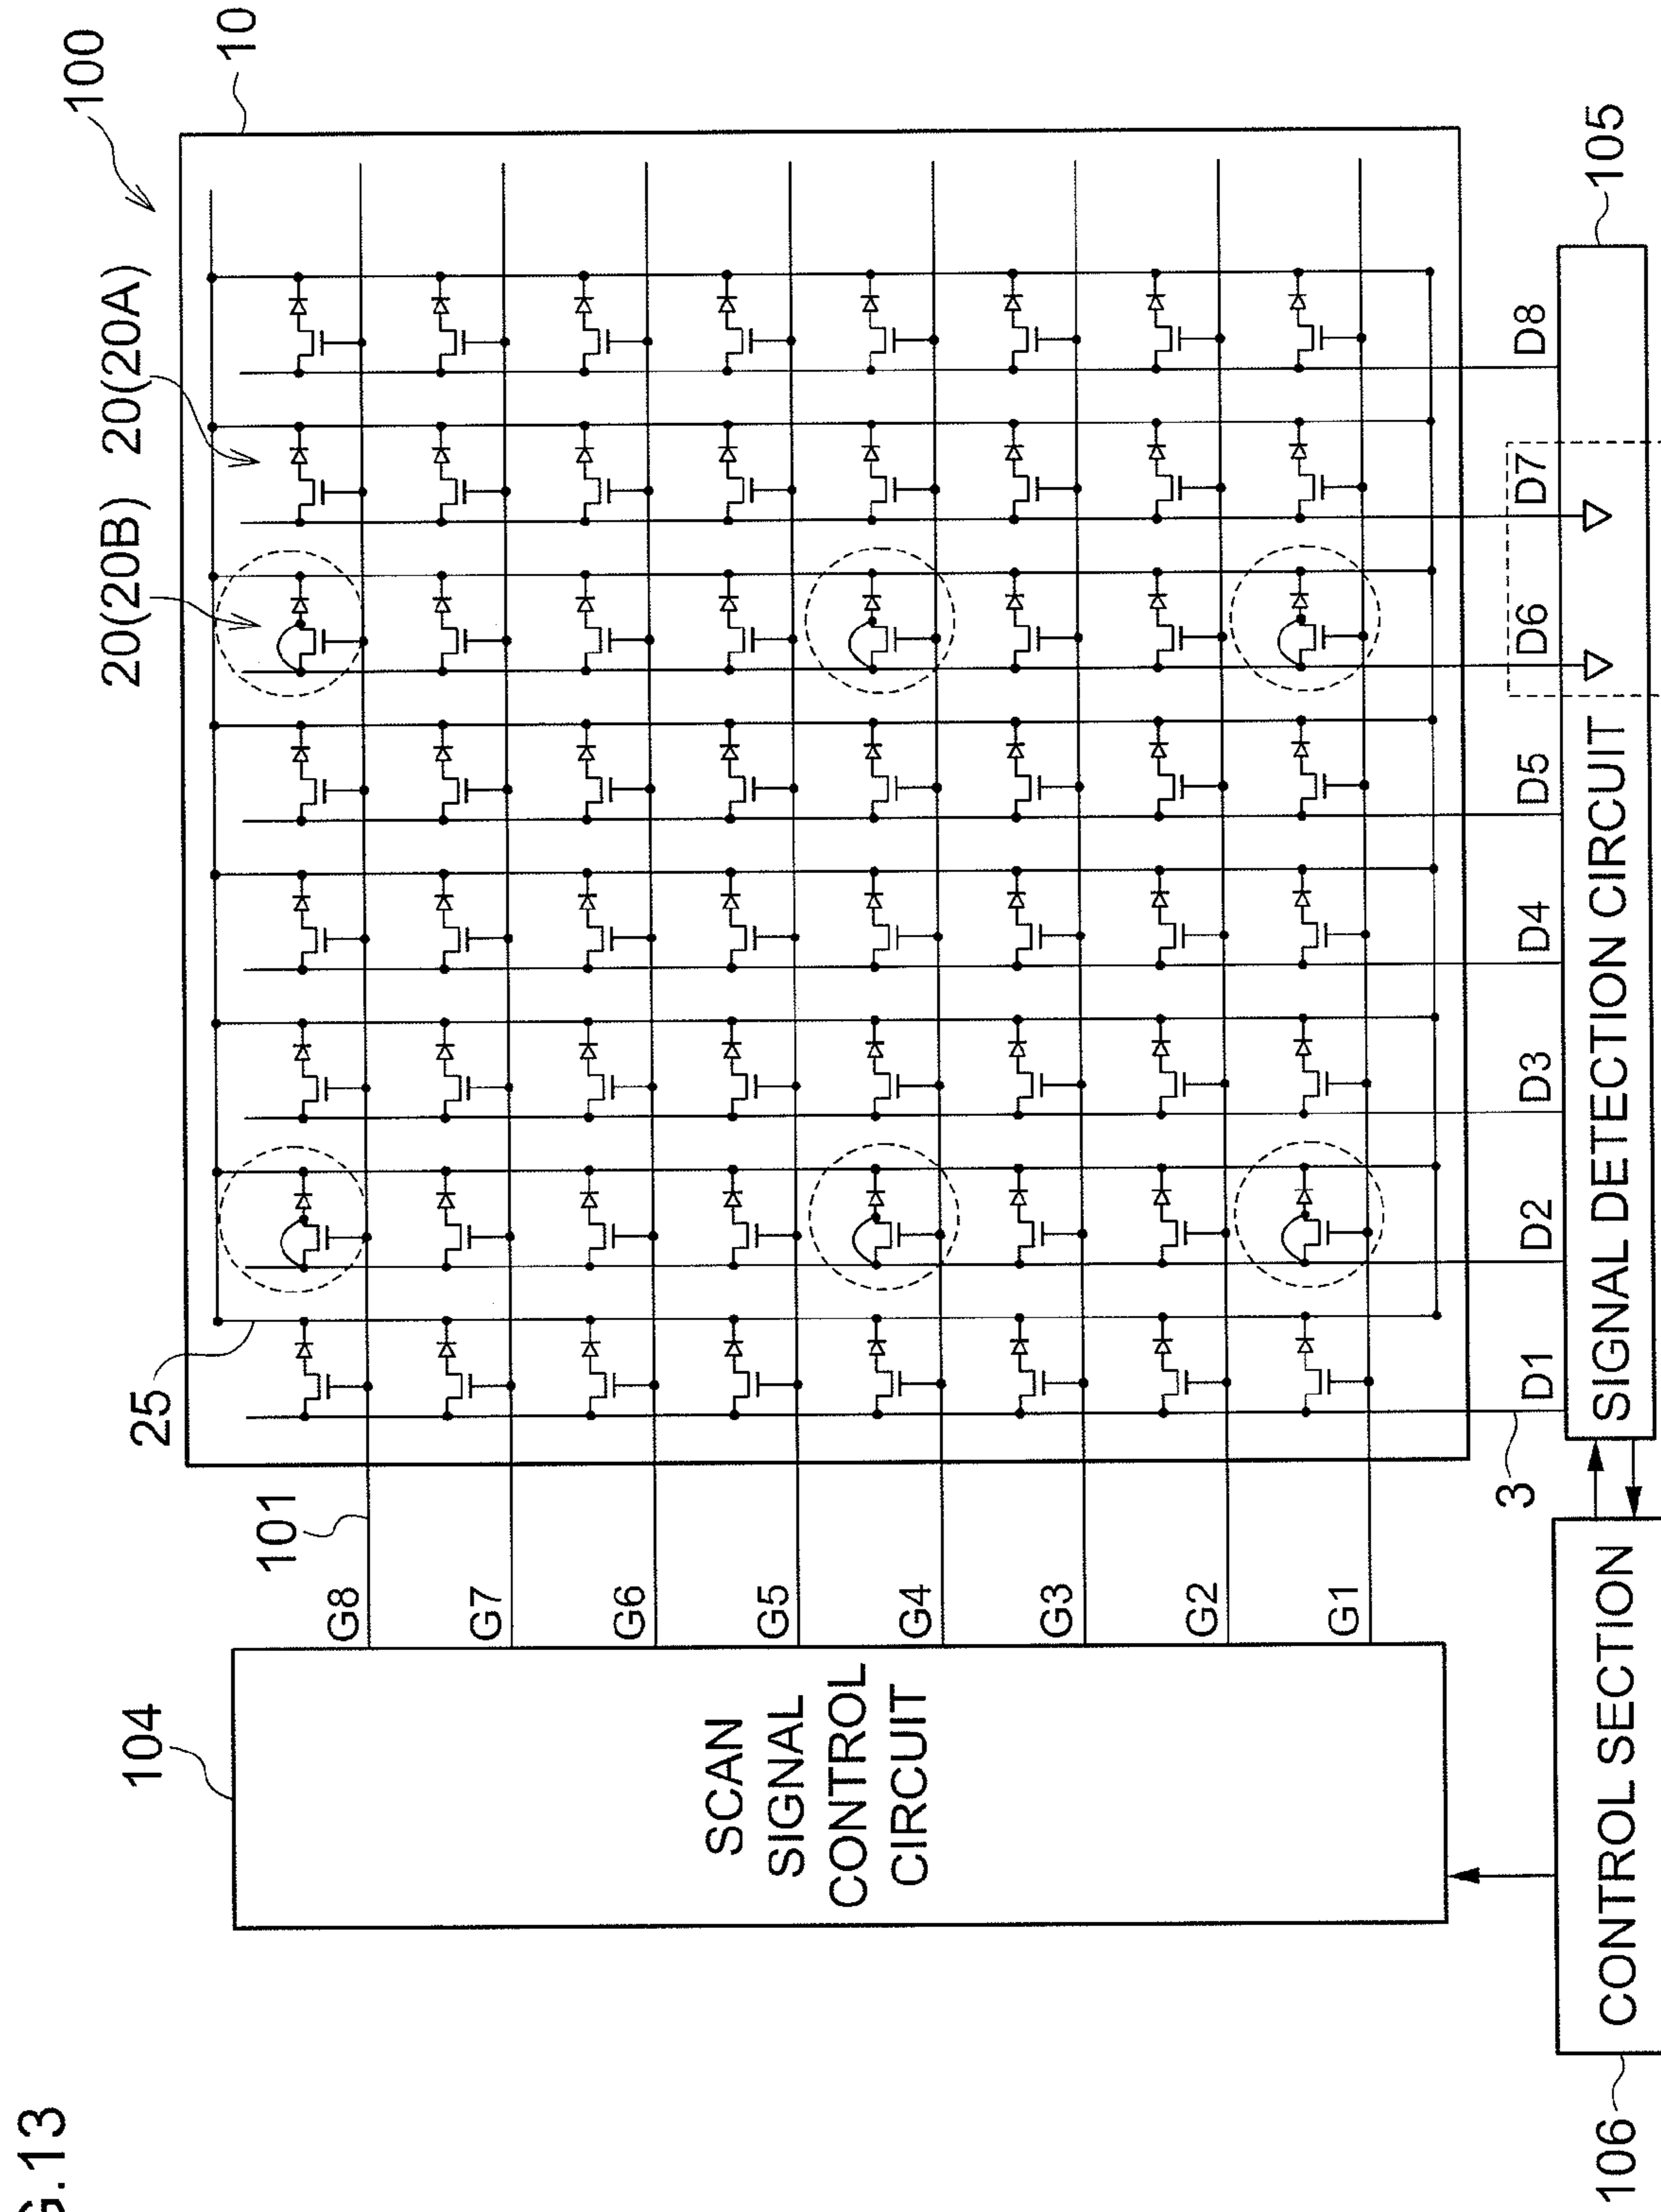 G.13
100
10
20(20A)
20(20B)
25
101
104
G8
G7
G6
G5
G4
G3
G2
G1
SCAN
SIGNAL
CONTROL
CIRCUIT
3
D1
D2
D3
D4
D5
D6
D7
D8
105
SIGNAL DETECTION CIRCUIT
CONTROL SECTION
106